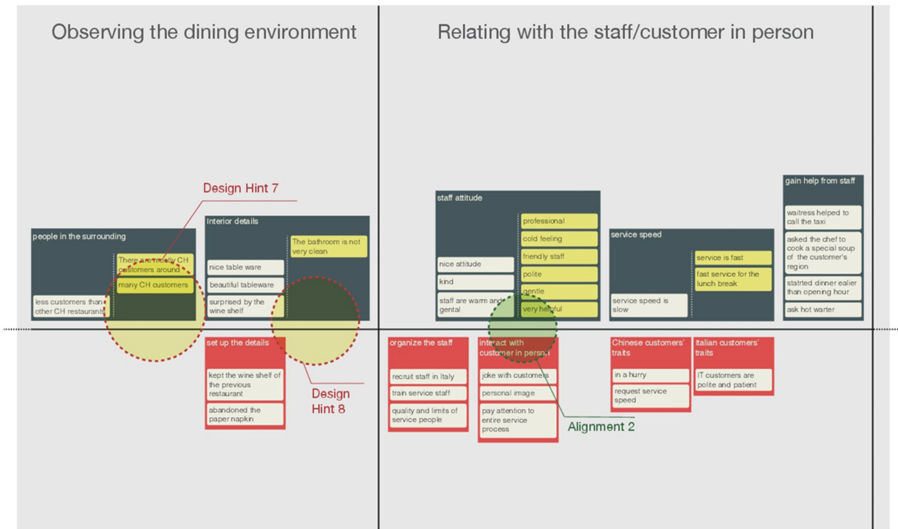 Observing the dining environment
Relating with the staff/customer in person
Design Hint 7
people in the surrounding
There are mostly CH
customers around
many CH customers
less customers than
other CH restaurants
Interior details
The bathroom is not
very clean
nice table ware
beautiful tableware
surprised by the
wine shelf
set up the details
kept the wine shelf of
the previous
restaurant
abandoned the
paper napkin
Design
Hint 8
staff attitude
professional
cold feeling
friendly staff
polite
gentle
very helpful
nice attitude
kind
staff are warm and
genital
service speed
service is fast
fast service for the
lunch break
service speed is
slow
gain help from staff
waitress helped to
call the taxi
asked the chef to
cook a special soup
of the customer's
region
statrted dinner ealier
than opening hour
ask hot warter
organize the staff
recruit staff in Italy
train service staff
quality and limits of
service people
interact with
customer in person
joke with customers
personal image
pay attention to
entire service
process
Alignment 2
Chinese customers'
traits
in a hurry
request service
speed
Italian customers'
traits
IT customers are
polite and patient